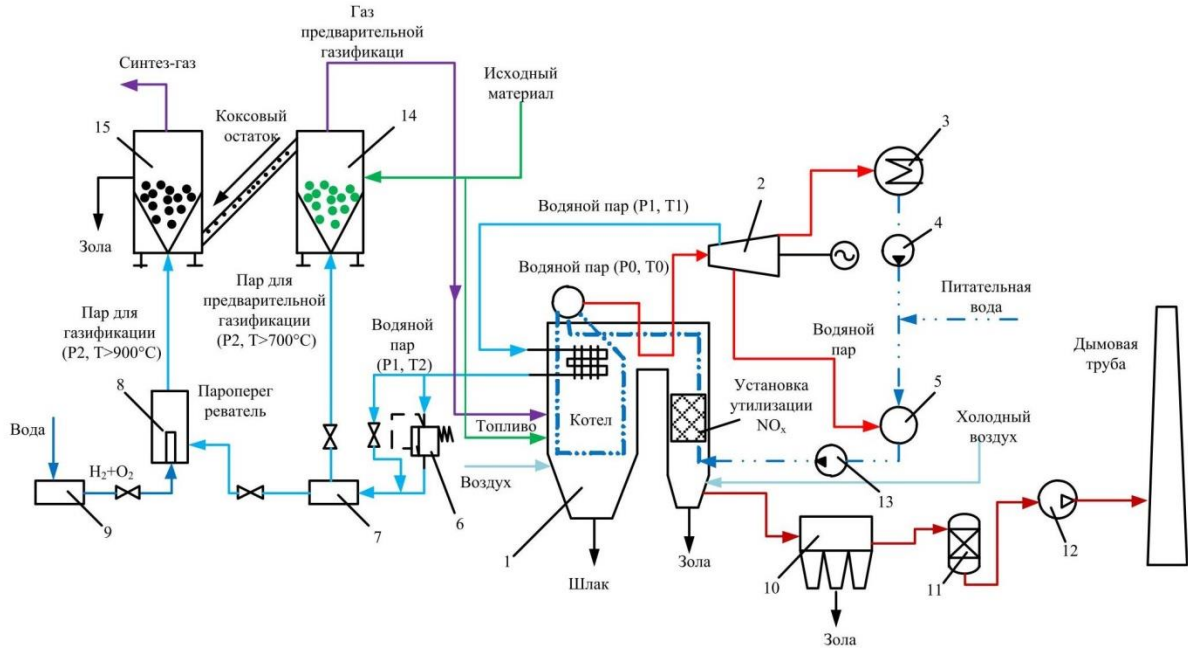 Газ
предварительной
газификаци
Синтез-газ
Исходный
материал
Коксовый
остаток
15
14
3
2
Водяной пар (P1, T1)
4
Зола
Водяной пар (P0, T0)
Питательная
вода
Пар для
газификации
(P2, T>900°C)
Пар для
предварительной
газификации
(P2, T>700°C)
Водяной
пар
(P1, T2)
Водяной
пар
Дымовая
труба
8
Пароперег
реватель
Установка
утилизации
NOx
5
Котел
Топливо
Холодный
воздух
Вода
H2+O2
Воздух
13
9
7
6
1
10
11
12
Шлак
Зола
Зола